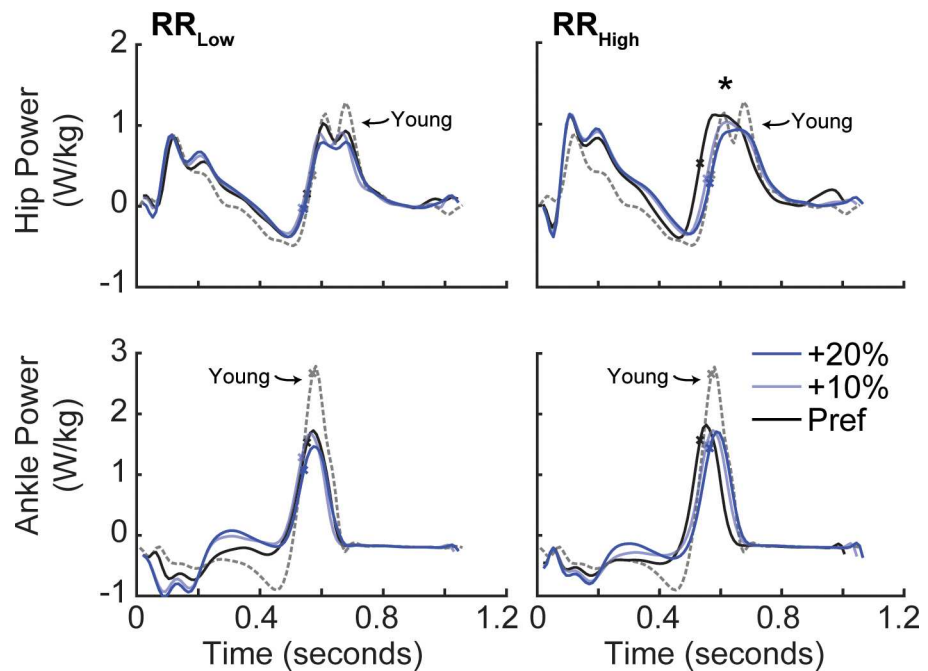 RR_Low
RR_High
Hip Power
(W/kg)
2
1
0
-1
Young
*
Young
Ankle Power
(W/kg)
3
2
1
0
-1
Young
Young
+20%
+10%
Pref
0
0.4
0.8
1.2
0
0.4
0.8
1.2
Time (seconds)
Time (seconds)